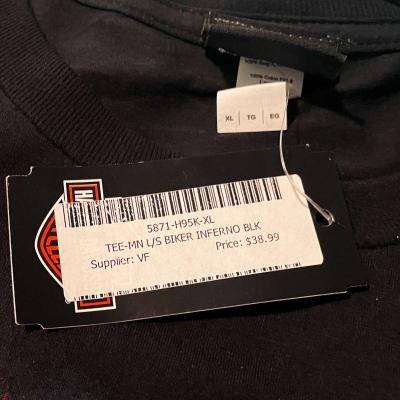 XL TG EG
5871-H95K-XL
TEE-MN L/S BIKER INFERNO BLK
Supplier: VF Price: $38.99